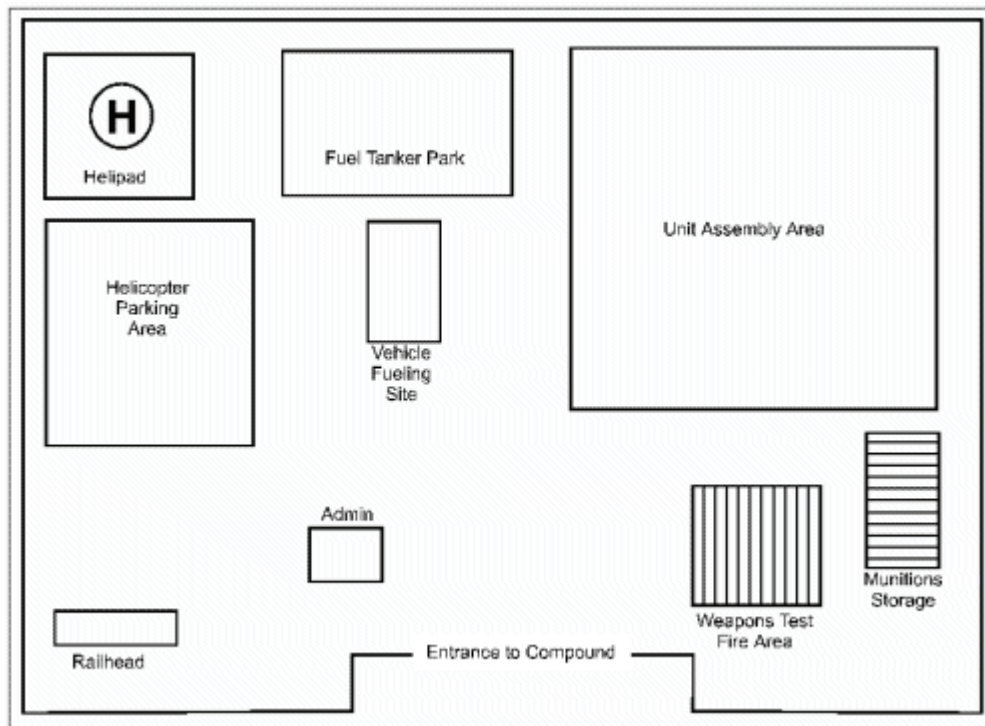 H
Helipad
Fuel Tanker Park
Unit Assembly Area
Helicopter
Parking
Area
Vehicle
Fueling
Site
Admin
Munitions
Storage
Weapons Test
Fire Area
Railhead
Entrance to Compound